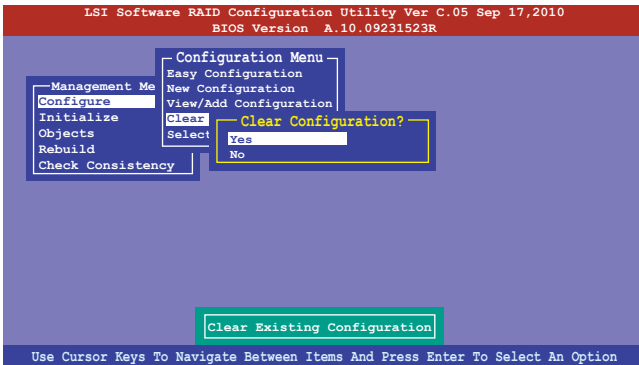 LSI Software RAID Configuration Utility Ver C.05 Sep 17,2010
BIOS Version A.10.09231523R
Configuration Menu
Easy Configuration
New Configuration
View/Add Configuration
Clear
Select
Management Me
Configure
Initialize
Objects
Rebuild
Check Consistency
Clear Configuration?
Yes
No
Clear Existing Configuration
Use Cursor Keys To Navigate Between Items And Press Enter To Select An Option